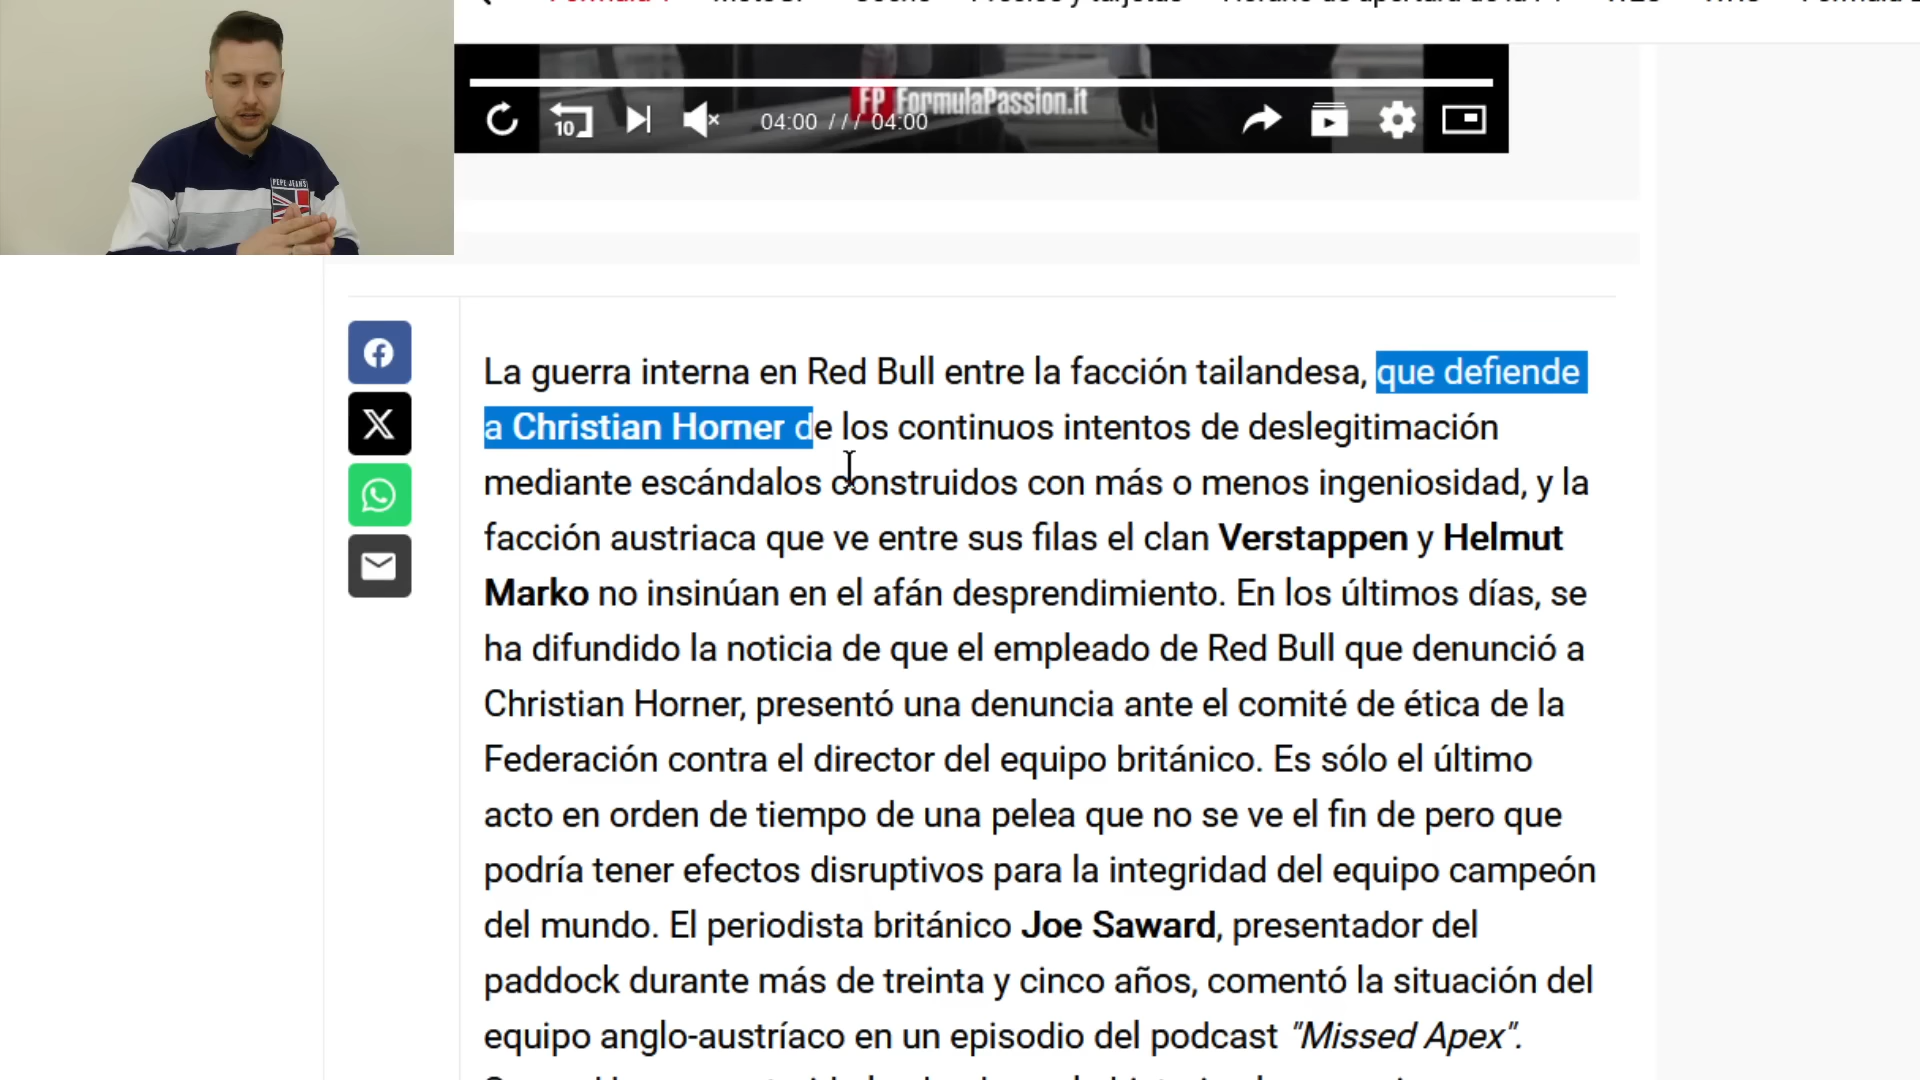 PEPE JEANS
FP FormulaPassion.it
10
04:00 / / / 04:00
La guerra interna en Red Bull entre la facción tailandesa, que defiende
a Christian Horner de los continuos intentos de deslegitimación
mediante escándalos construidos con más o menos ingeniosidad, y la
facción austriaca que ve entre sus filas el clan Verstappen y Helmut
Marko no insinúan en el afán desprendimiento. En los últimos días, se
ha difundido la noticia de que el empleado de Red Bull que denunció a
Christian Horner, presentó una denuncia ante el comité de ética de la
Federación contra el director del equipo británico. Es sólo el último
acto en orden de tiempo de una pelea que no se ve el fin de pero que
podría tener efectos disruptivos para la integridad del equipo campeón
del mundo. El periodista británico Joe Saward, presentador del
paddock durante más de treinta y cinco años, comentó la situación del
equipo anglo-austríaco en un episodio del podcast "Missed Apex".